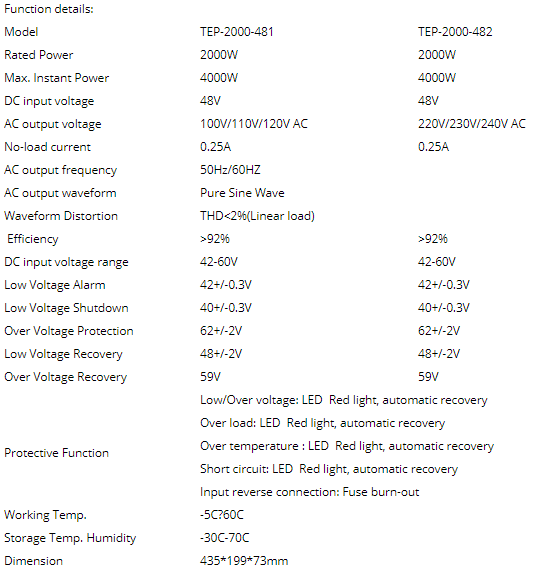 Function details:
Model TEP-2000-481 TEP-2000-482
Rated Power 2000W 2000W
Max. Instant Power 4000W 4000W
DC input voltage 48V 48V
AC output voltage 100V/110V/120V AC 220V/230V/240V AC
No-load current 0.25A 0.25A
AC output frequency 50Hz/60HZ
AC output waveform Pure Sine Wave
Waveform Distortion THD<2%(Linear load)
Efficiency >92% >92%
DC input voltage range 42-60V 42-60V
Low Voltage Alarm 42+/-0.3V 42+/-0.3V
Low Voltage Shutdown 40+/-0.3V 40+/-0.3V
Over Voltage Protection 62+/-2V 62+/-2V
Low Voltage Recovery 48+/-2V 48+/-2V
Over Voltage Recovery 59V 59V
Protective Function
Low/Over voltage: LED Red light, automatic recovery
Over load: LED Red light, automatic recovery
Over temperature : LED Red light, automatic recovery
Short circuit: LED Red light, automatic recovery
Input reverse connection: Fuse burn-out
Working Temp. -5C?60C
Storage Temp. Humidity -30C-70C
Dimension 435*199*73mm